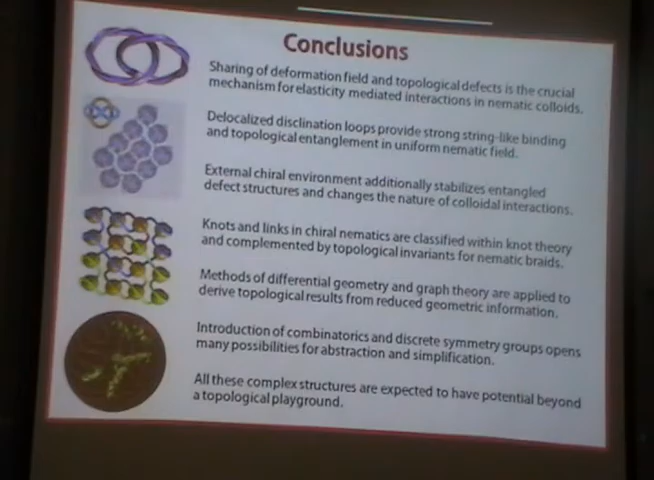 Conclusions
Sharing of deformation field and topological defects is the crucial
mechanism for elasticity mediated interactions in nematic colloids.
Delocalized disclination loops provide strong string-like binding
and topological entanglement in uniform nematic field.
External chiral environment additionally stabilizes entangled
defect structures and changes the nature of colloidal interactions.
Knots and links in chiral nematics are classified within knot theory
and complemented by topological invariants for nematic braids.
Methods of differential geometry and graph theory are applied to
derive topological results from reduced geometric information.
Introduction of combinatorics and discrete symmetry groups opens
many possibilities for abstraction and simplification.
All these complex structures are expected to have potential beyond
a topological playground.